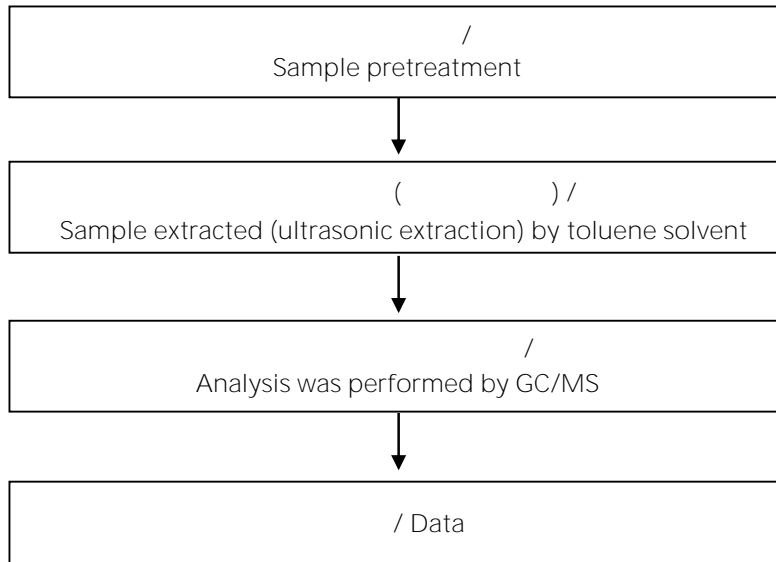 /
Sample pretreatment
( ) /
Sample extracted (ultrasonic extraction) by toluene solvent
/
Analysis was performed by GC/MS
/ Data